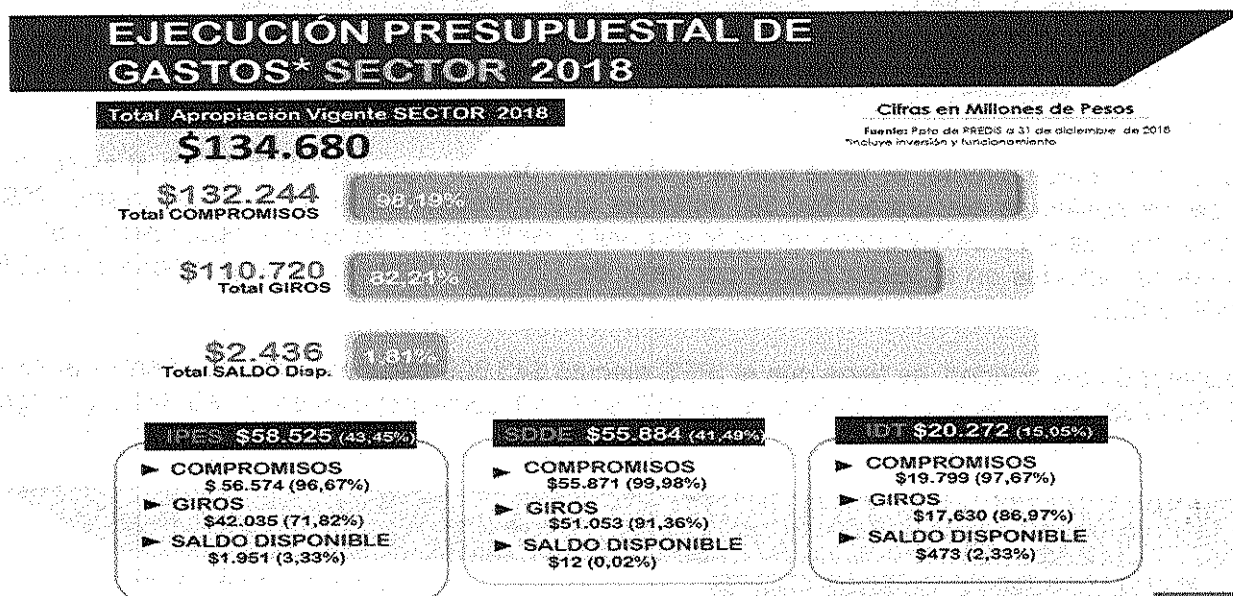 EJECUCIÓN PRESUPUESTAL DE
GASTOS* SECTOR 2018
Total Apropiación Vigente SECTOR 2018
$134.680
Cifras en Millones de Pesos
Fuente: Ppto de PREDIS a 31 de diciembre de 2018
*Incluye inversión y funcionamiento
$132.244
Total COMPROMISOS
98.19%
$110.720
Total GIROS
82.21%
$2.436
Total SALDO Disp.
1.81%
IPES $58.525 (43,45%)
► COMPROMISOS
$ 56.574 (96,67%)
► GIROS
$42.035 (71,82%)
► SALDO DISPONIBLE
$1.951 (3,33%)
SDDE $55.884 (41,49%)
► COMPROMISOS
$55.871 (99,98%)
► GIROS
$51.053 (91,36%)
► SALDO DISPONIBLE
$12 (0,02%)
IDT $20.272 (15,05%)
► COMPROMISOS
$19.799 (97,67%)
► GIROS
$17,630 (86,97%)
► SALDO DISPONIBLE
$473 (2,33%)